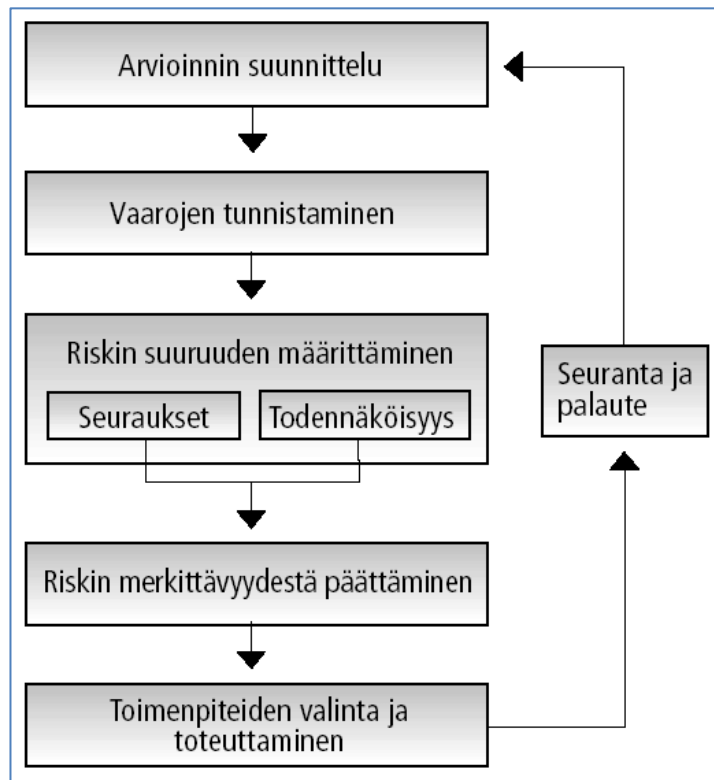 Arvioinnin suunnittelu
Vaarojen tunnistaminen
Riskin suuruuden määrittäminen
Seuraukset
Todennäköisyys
Riskin merkittävyydestä päättäminen
Toimenpiteiden valinta ja
toteuttaminen
Seuranta ja
palaute